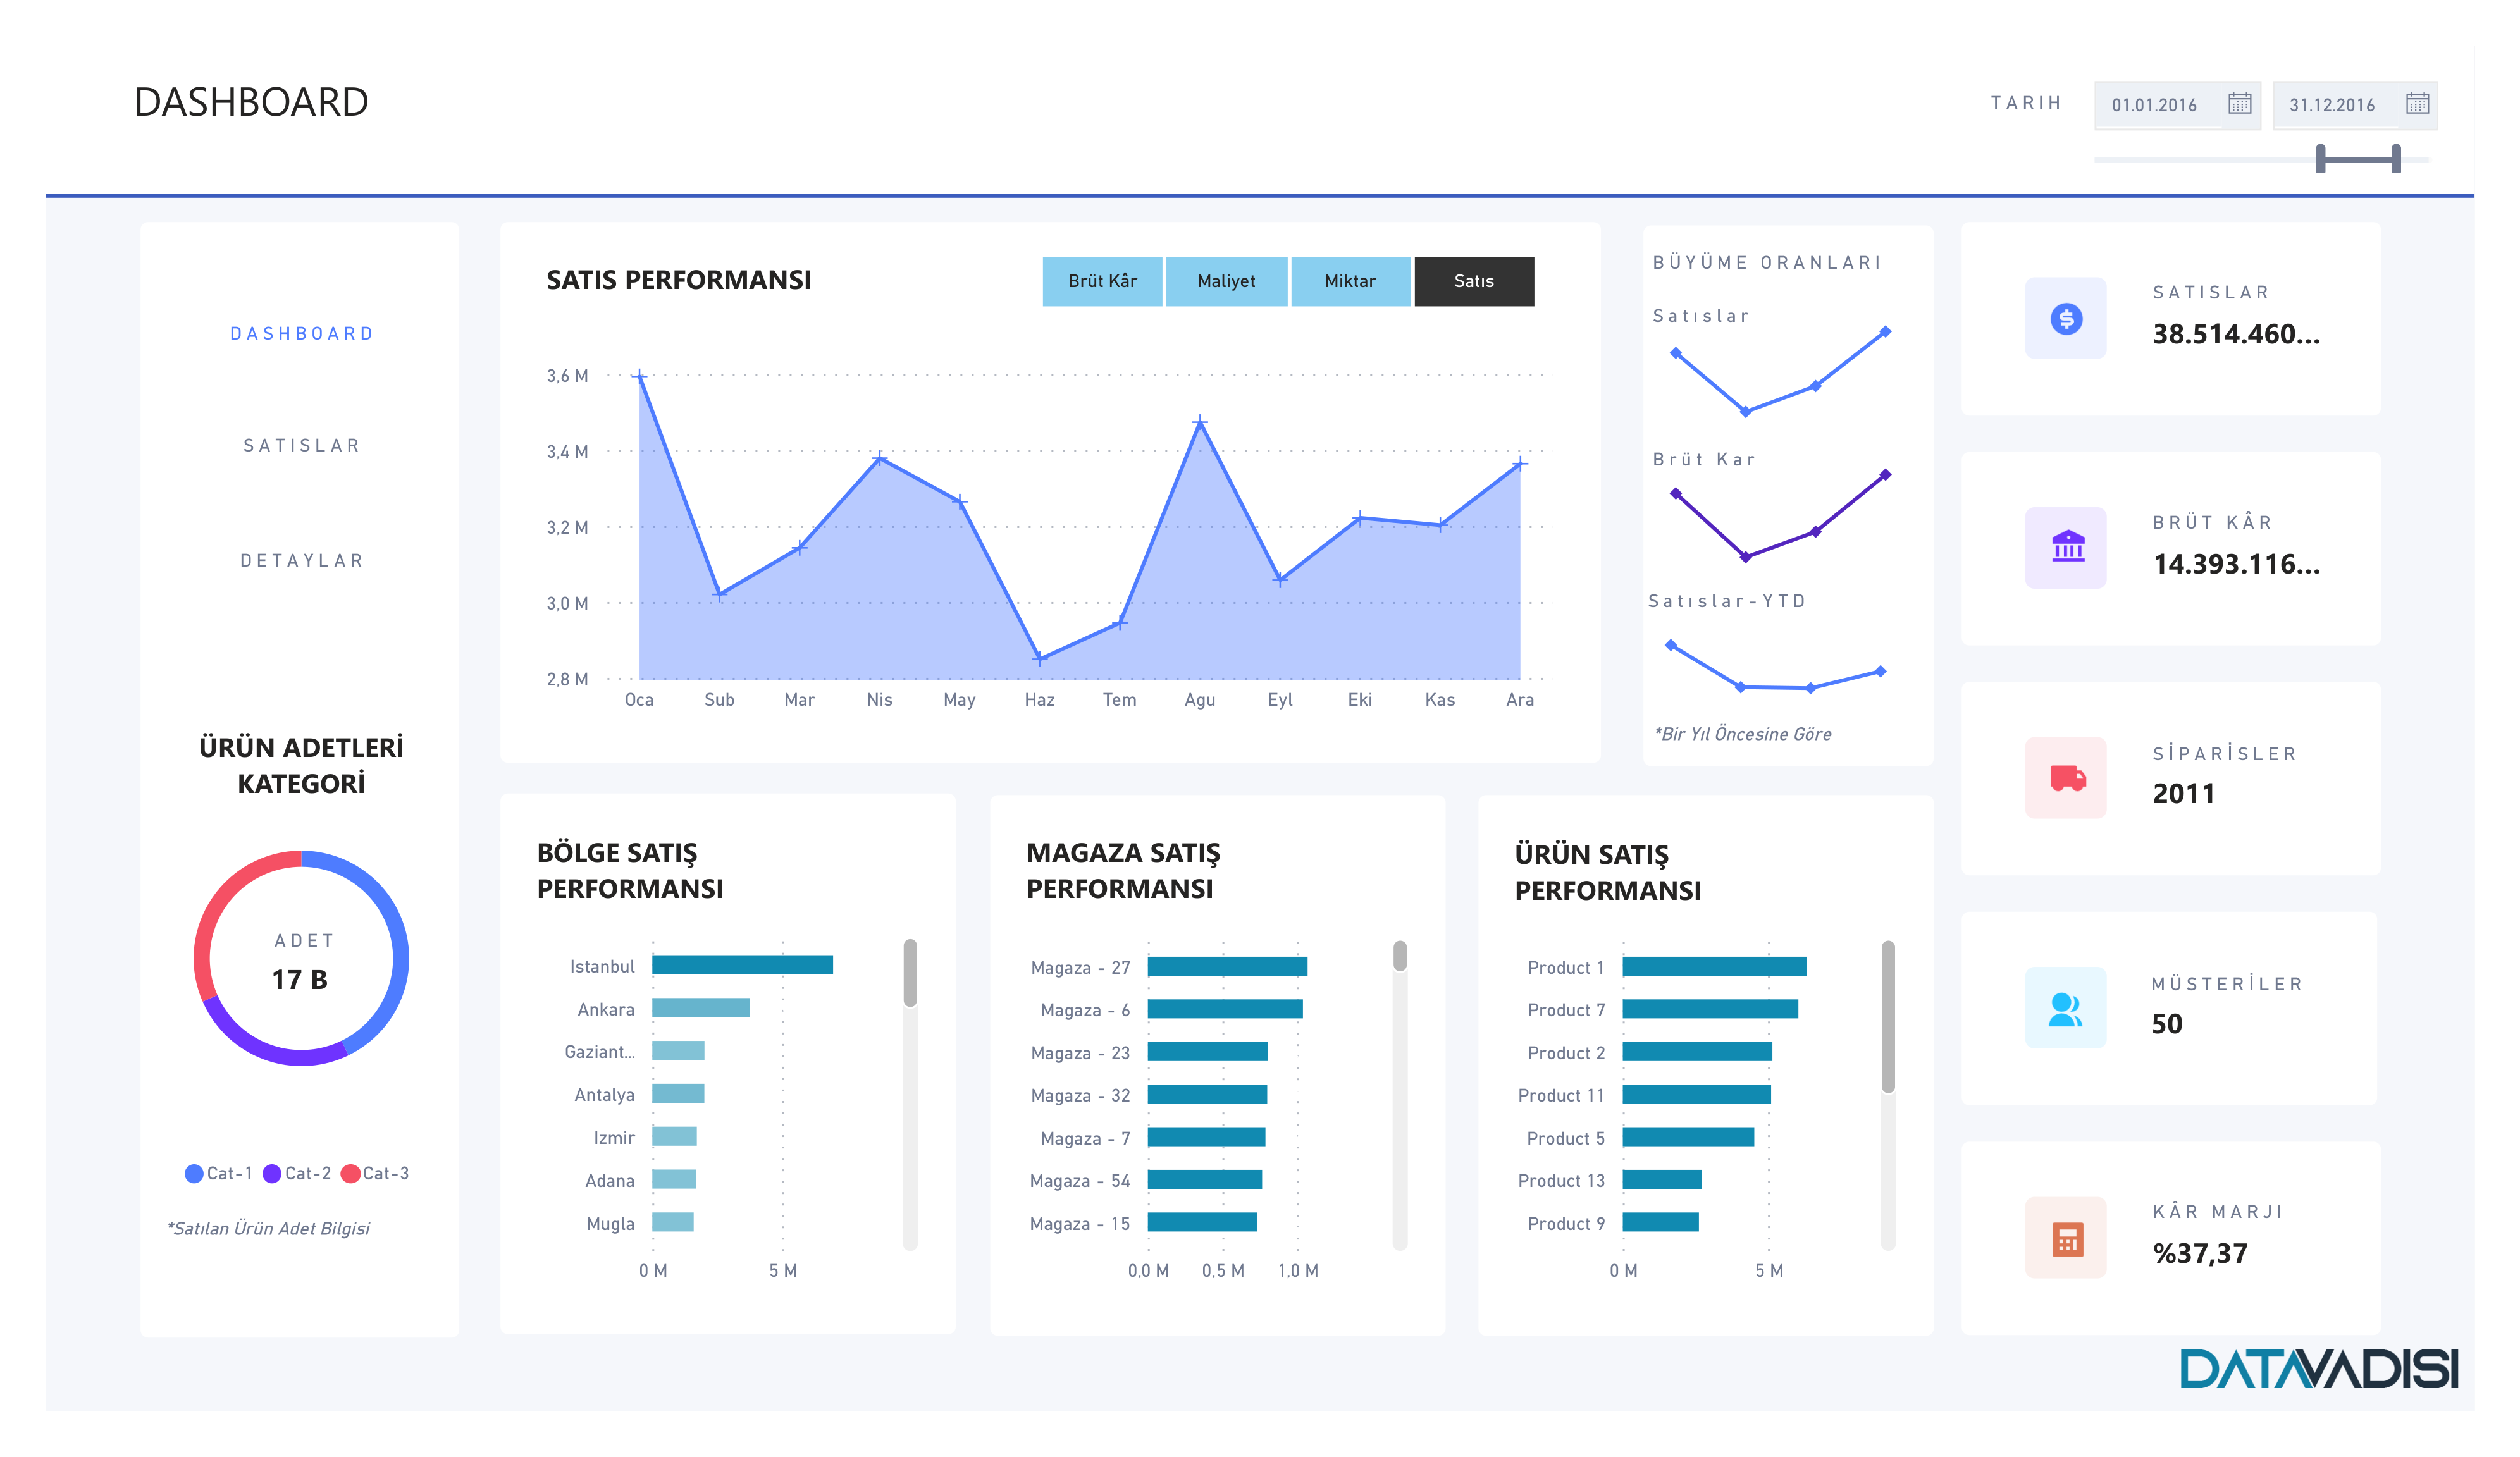 DASHBOARD
TARIH
01.01.2016
31.12.2016
DASHBOARD
SATISLAR
DETAYLAR
ÜRÜN ADETLERİ
KATEGORİ
ADET
17 B
Cat-1 Cat-2 Cat-3
*Satılan Ürün Adet Bilgisi
SATIS PERFORMANSI
Brüt Kâr Maliyet Miktar Satıs
3,6 M
3,4 M
3,2 M
3,0 M
2,8 M
Oca Sub Mar Nis May Haz Tem Agu Eyl Eki Kas Ara
BÜYÜME ORANLARI
Satıslar
Brüt Kar
Satıslar-YTD
*Bir Yıl Öncesine Göre
BÖLGE SATIŞ
PERFORMANSI
Istanbul
Ankara
Gaziant...
Antalya
Izmir
Adana
Mugla
0 M 5 M
MAGAZA SATIŞ
PERFORMANSI
Magaza - 27
Magaza - 6
Magaza - 23
Magaza - 32
Magaza - 7
Magaza - 54
Magaza - 15
0,0 M 0,5 M 1,0 M
ÜRÜN SATIŞ
PERFORMANSI
Product 1
Product 7
Product 2
Product 11
Product 5
Product 13
Product 9
0 M 5 M
SATISLAR
38.514.460...
BRÜT KÂR
14.393.116...
SİPARİSLER
2011
MÜSTERİLER
50
KÂR MARJI
%37,37
DATAVADISI